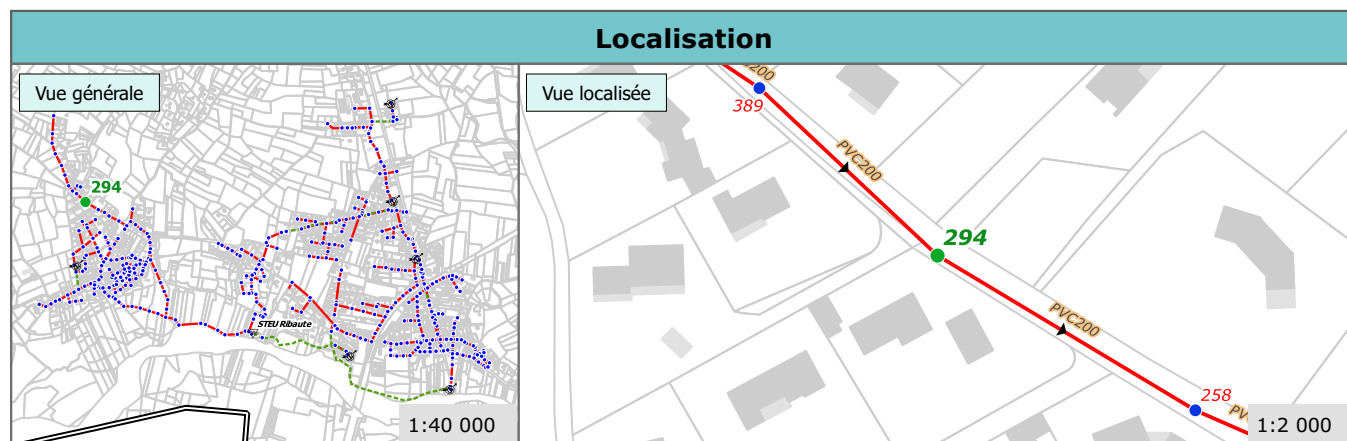 Localisation
Vue générale
294
STEU Ribaute
1:40 000
Vue localisée
389
PVC200
294
PVC200
258
1:2 000